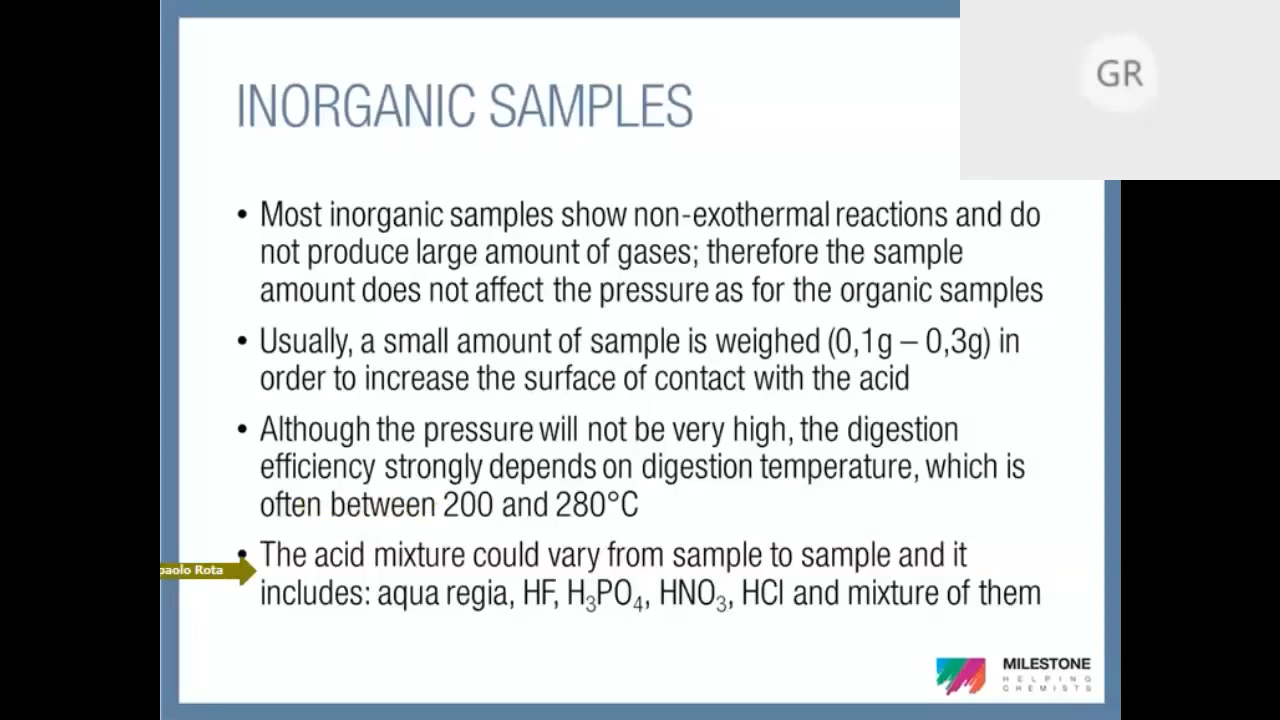 GR
INORGANIC SAMPLES
• Most inorganic samples show non-exothermal reactions and do
not produce large amount of gases; therefore the sample
amount does not affect the pressure as for the organic samples
• Usually, a small amount of sample is weighed (0,1g – 0,3g) in
order to increase the surface of contact with the acid
• Although the pressure will not be very high, the digestion
efficiency strongly depends on digestion temperature, which is
often between 200 and 280°C
• The acid mixture could vary from sample to sample and it
includes: aqua regia, HF, H₃PO₄, HNO₃, HCl and mixture of them
paolo Rota
MILESTONE
HELPING
CHEMISTS